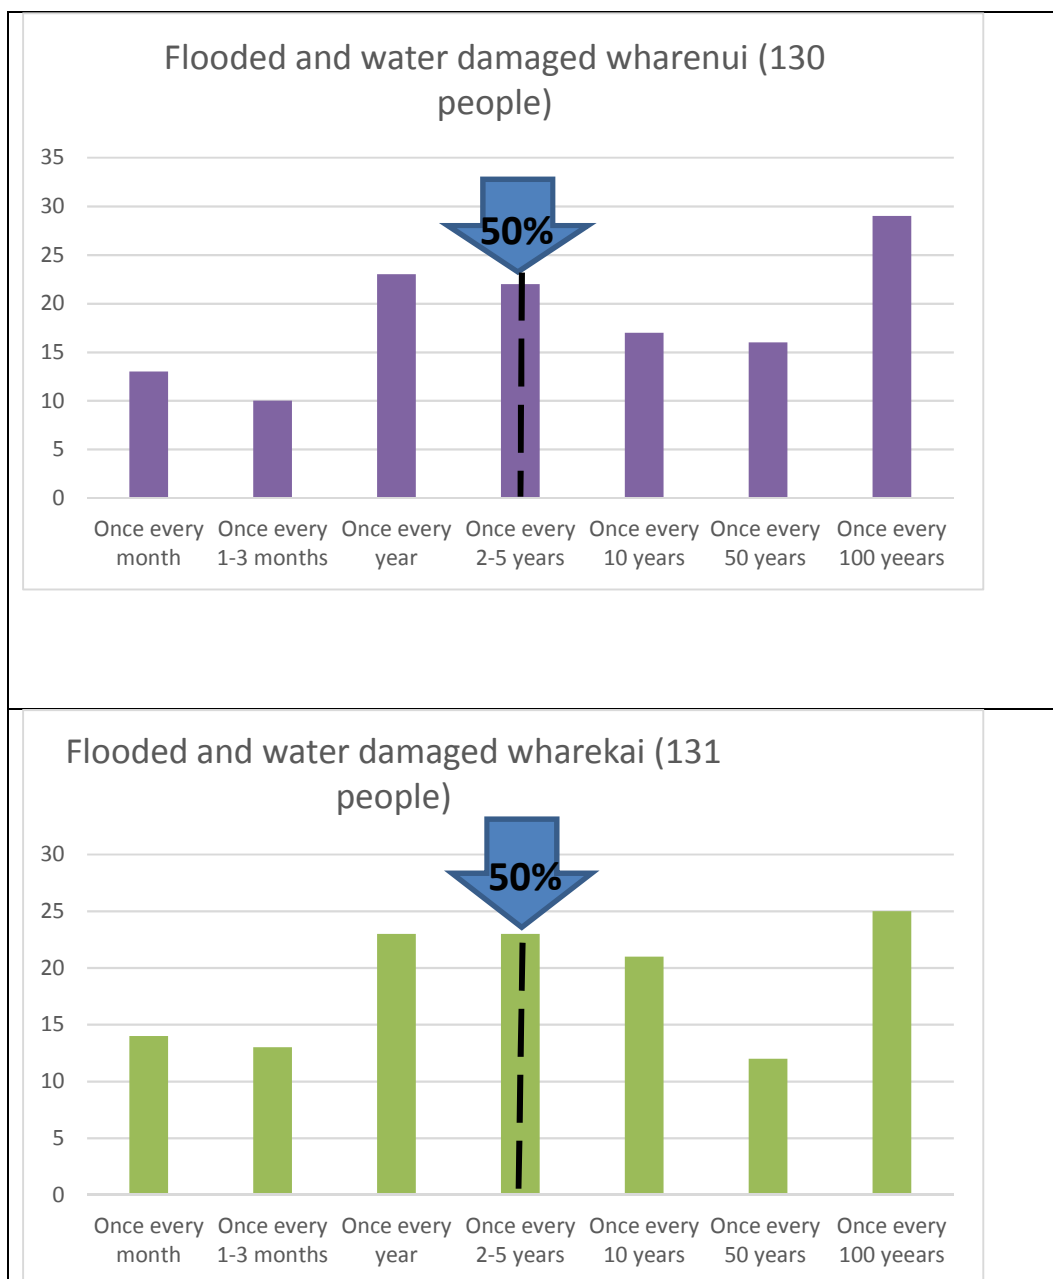 Flooded and water damaged wharenui (130
people)
35
30
25
20
15
10
5
0
50%
Once every
month
Once every
1-3 months
Once every
year
Once every
2-5 years
Once every
10 years
Once every
50 years
Once every
100 yeears
Flooded and water damaged wharekai (131
people)
30
25
20
15
10
5
0
50%
Once every
month
Once every
1-3 months
Once every
year
Once every
2-5 years
Once every
10 years
Once every
50 years
Once every
100 yeears